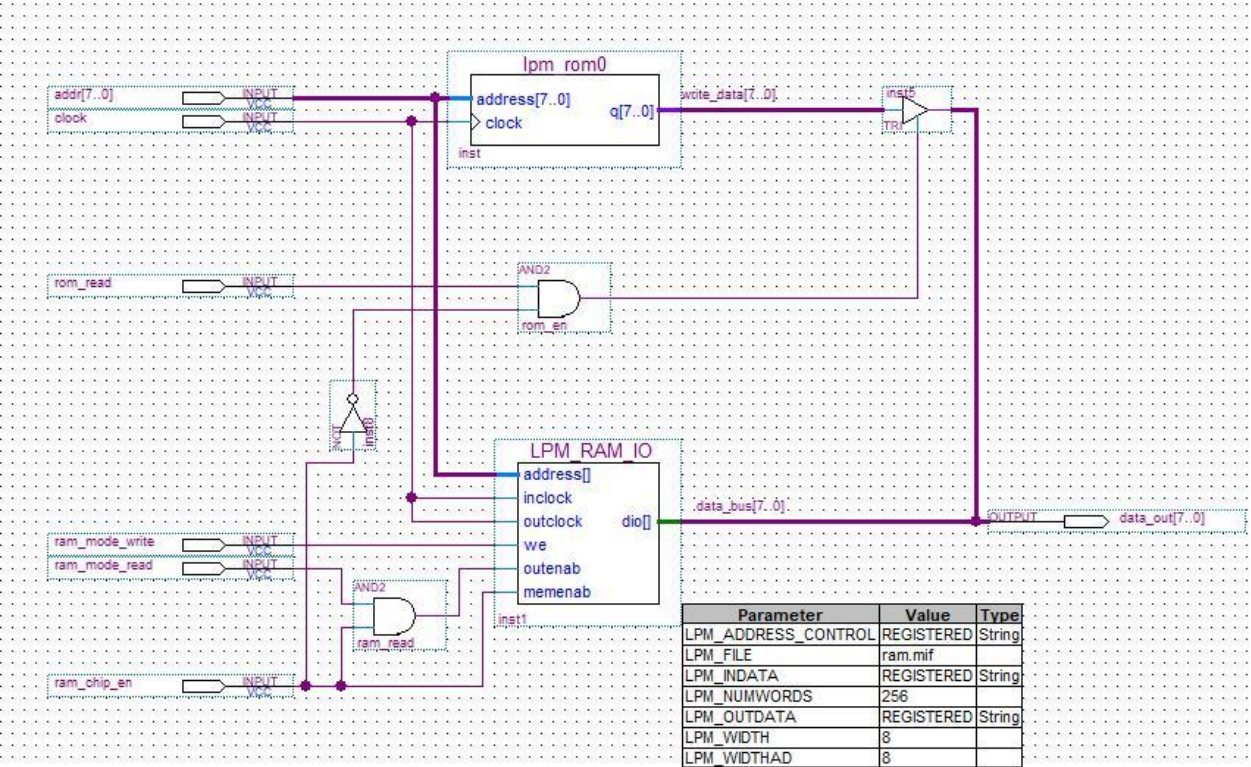 lpm_rom0
addr[7..0] INPUT VCC
clock INPUT VCC
address[7..0]
clock
q[7..0]
inst
write_data[7..0]
inst5
TRI
rom_read INPUT VCC
AND2
rom_en
NOT
inst8
LPM_RAM_IO
address[]
inclock
outclock
dio[]
we
outenab
memenab
inst1
data_bus[7..0]
OUTPUT data_out[7..0]
ram_mode_write INPUT VCC
ram_mode_read INPUT VCC
AND2
ram_read
ram_chip_en INPUT VCC
Parameter Value Type
LPM_ADDRESS_CONTROL REGISTERED String
LPM_FILE ram.mif
LPM_INDATA REGISTERED String
LPM_NUMWORDS 256
LPM_OUTDATA REGISTERED String
LPM_WIDTH 8
LPM_WIDTHAD 8